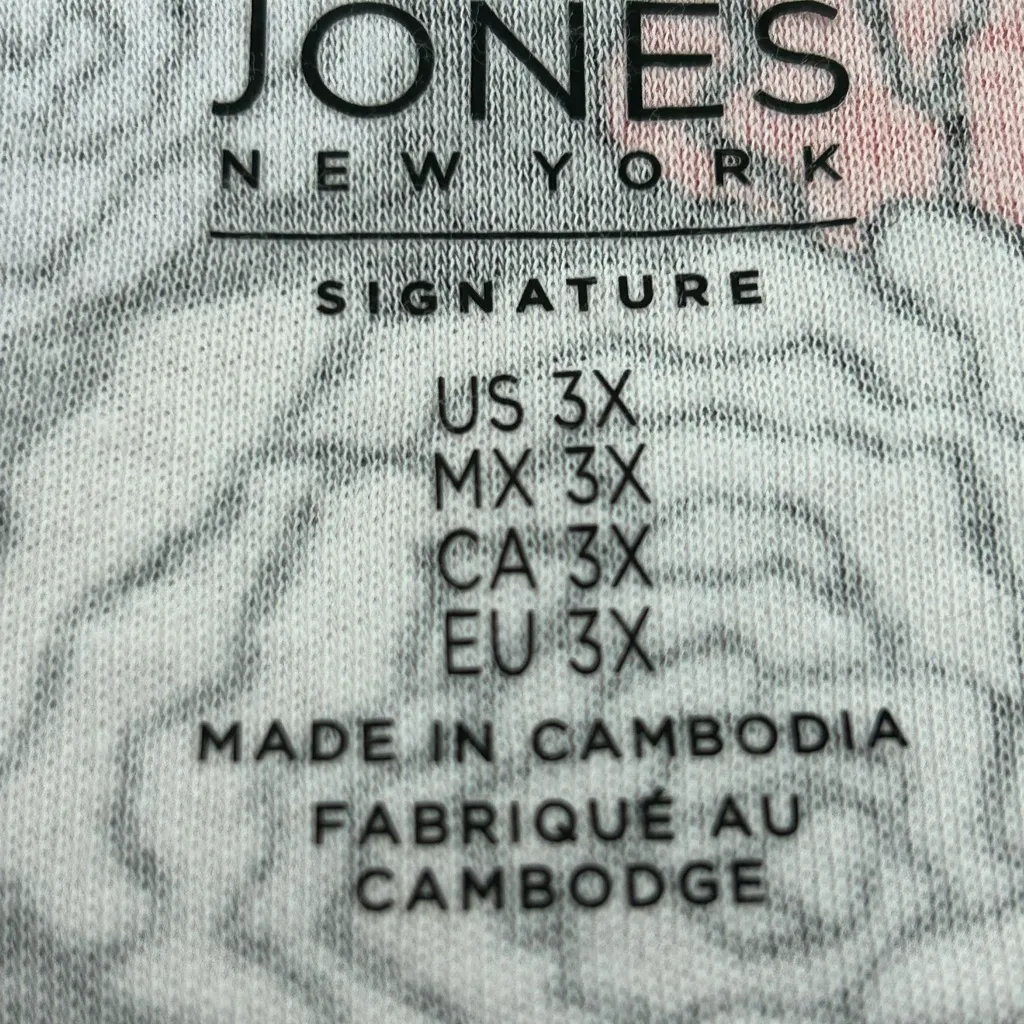 JONES
NEW YORK
SIGNATURE
US 3X
MX 3X
CA 3X
EU 3X
MADE IN CAMBODIA
FABRIQUÉ AU
CAMBODGE